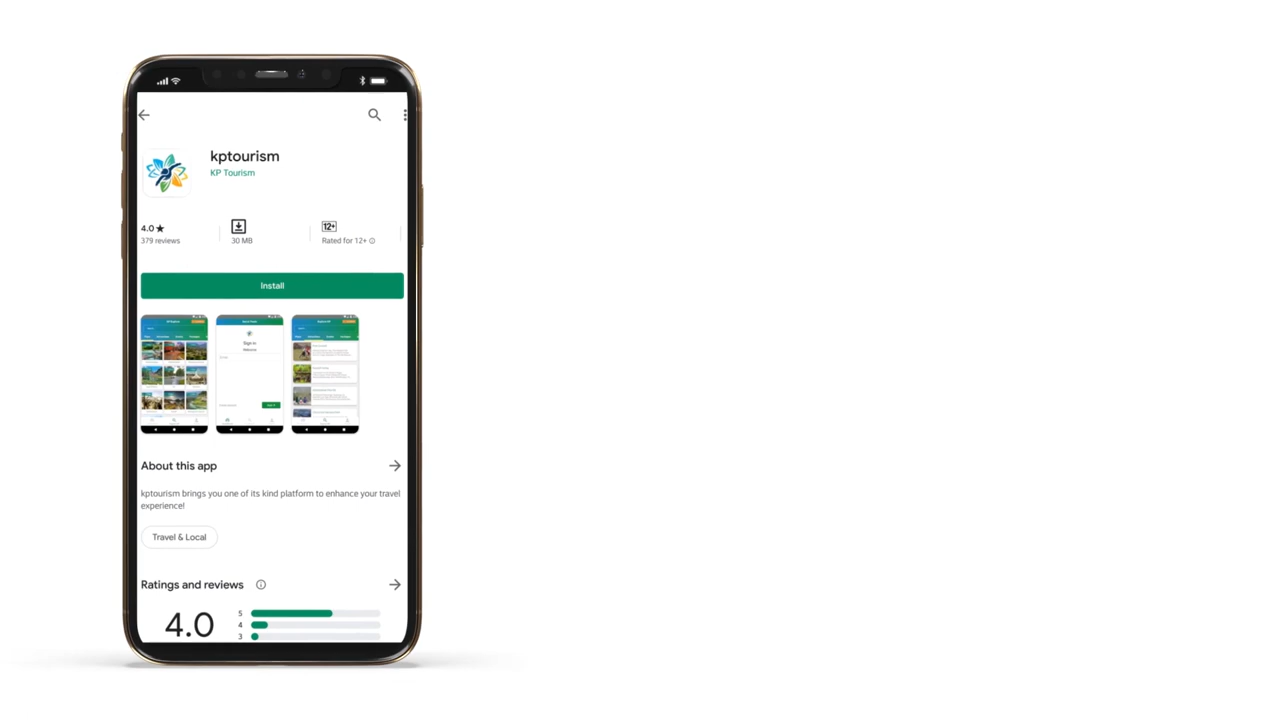 kptourism
KP Tourism
4.0★
379 reviews
30 MB
12+
Rated for 12+
Install
Sign in
About this app
kptourism brings you one of its kind platform to enhance your travel
experience!
Travel & Local
Ratings and reviews
4.0
5
4
3